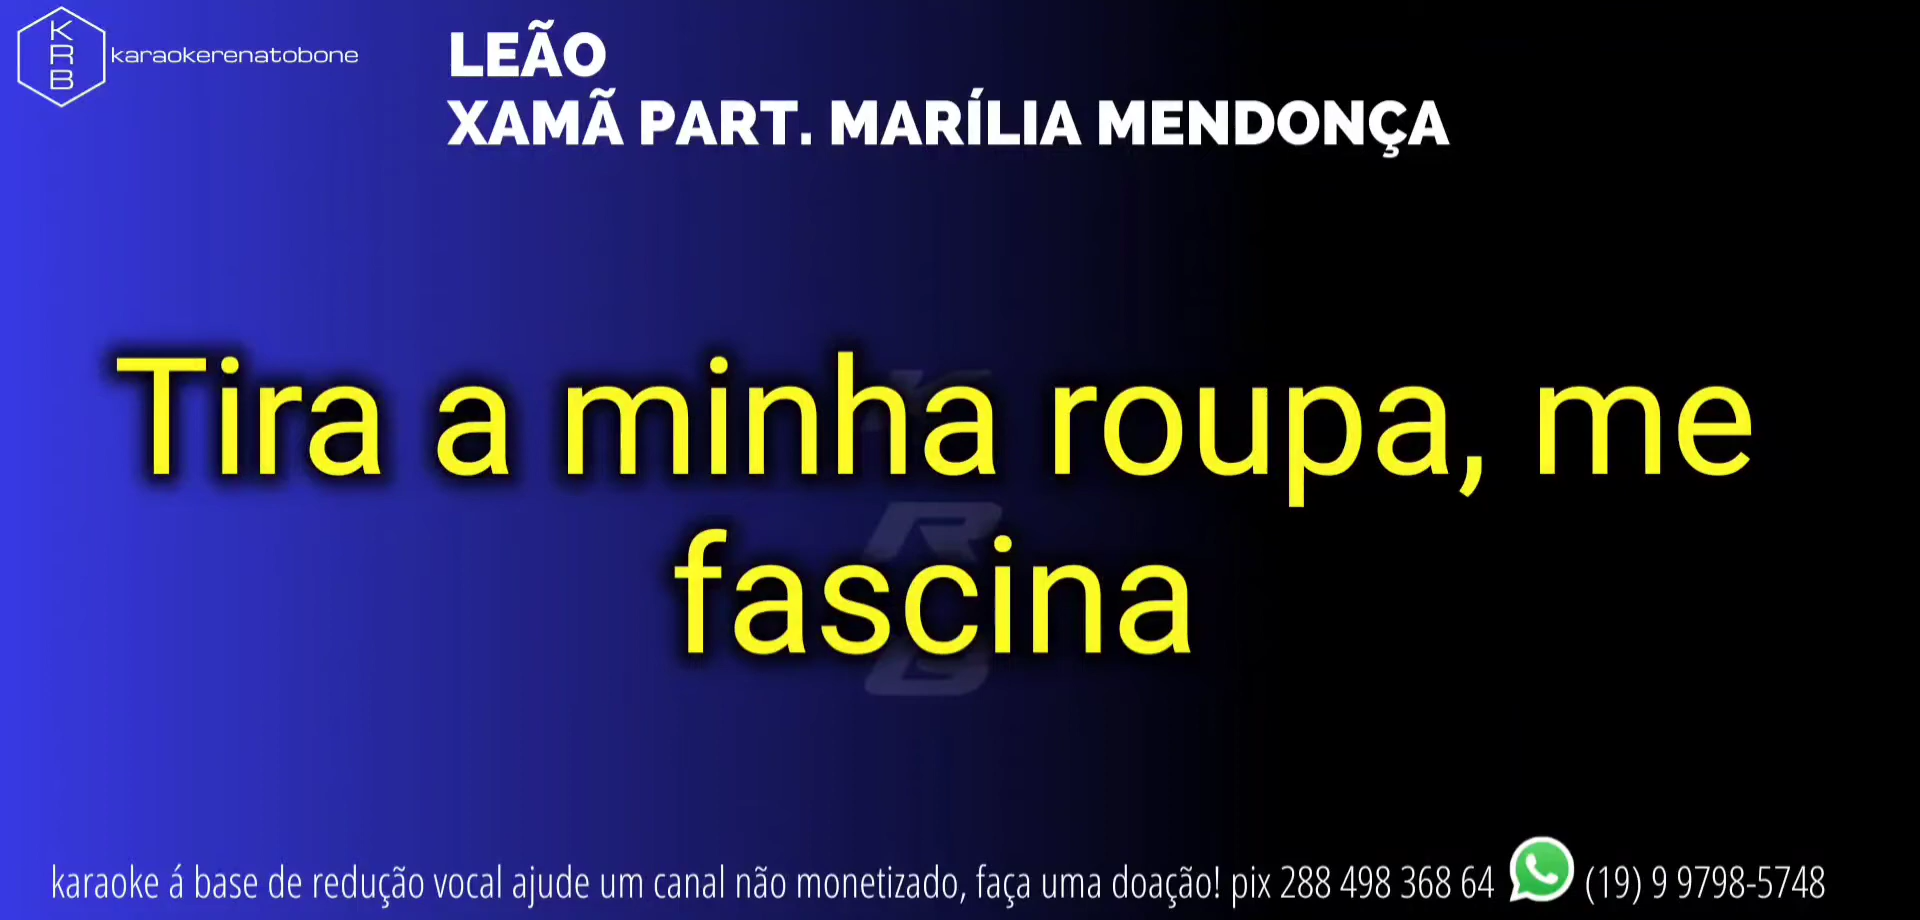 KRB
karaokerenatobone
LEÃO
XAMÃ PART. MARÍLIA MENDONÇA
Tira a minha roupa, me
fascina
K
R
B
karaoke á base de redução vocal ajude um canal não monetizado, faça uma doação! pix 288 498 368 64 (19) 9 9798-5748